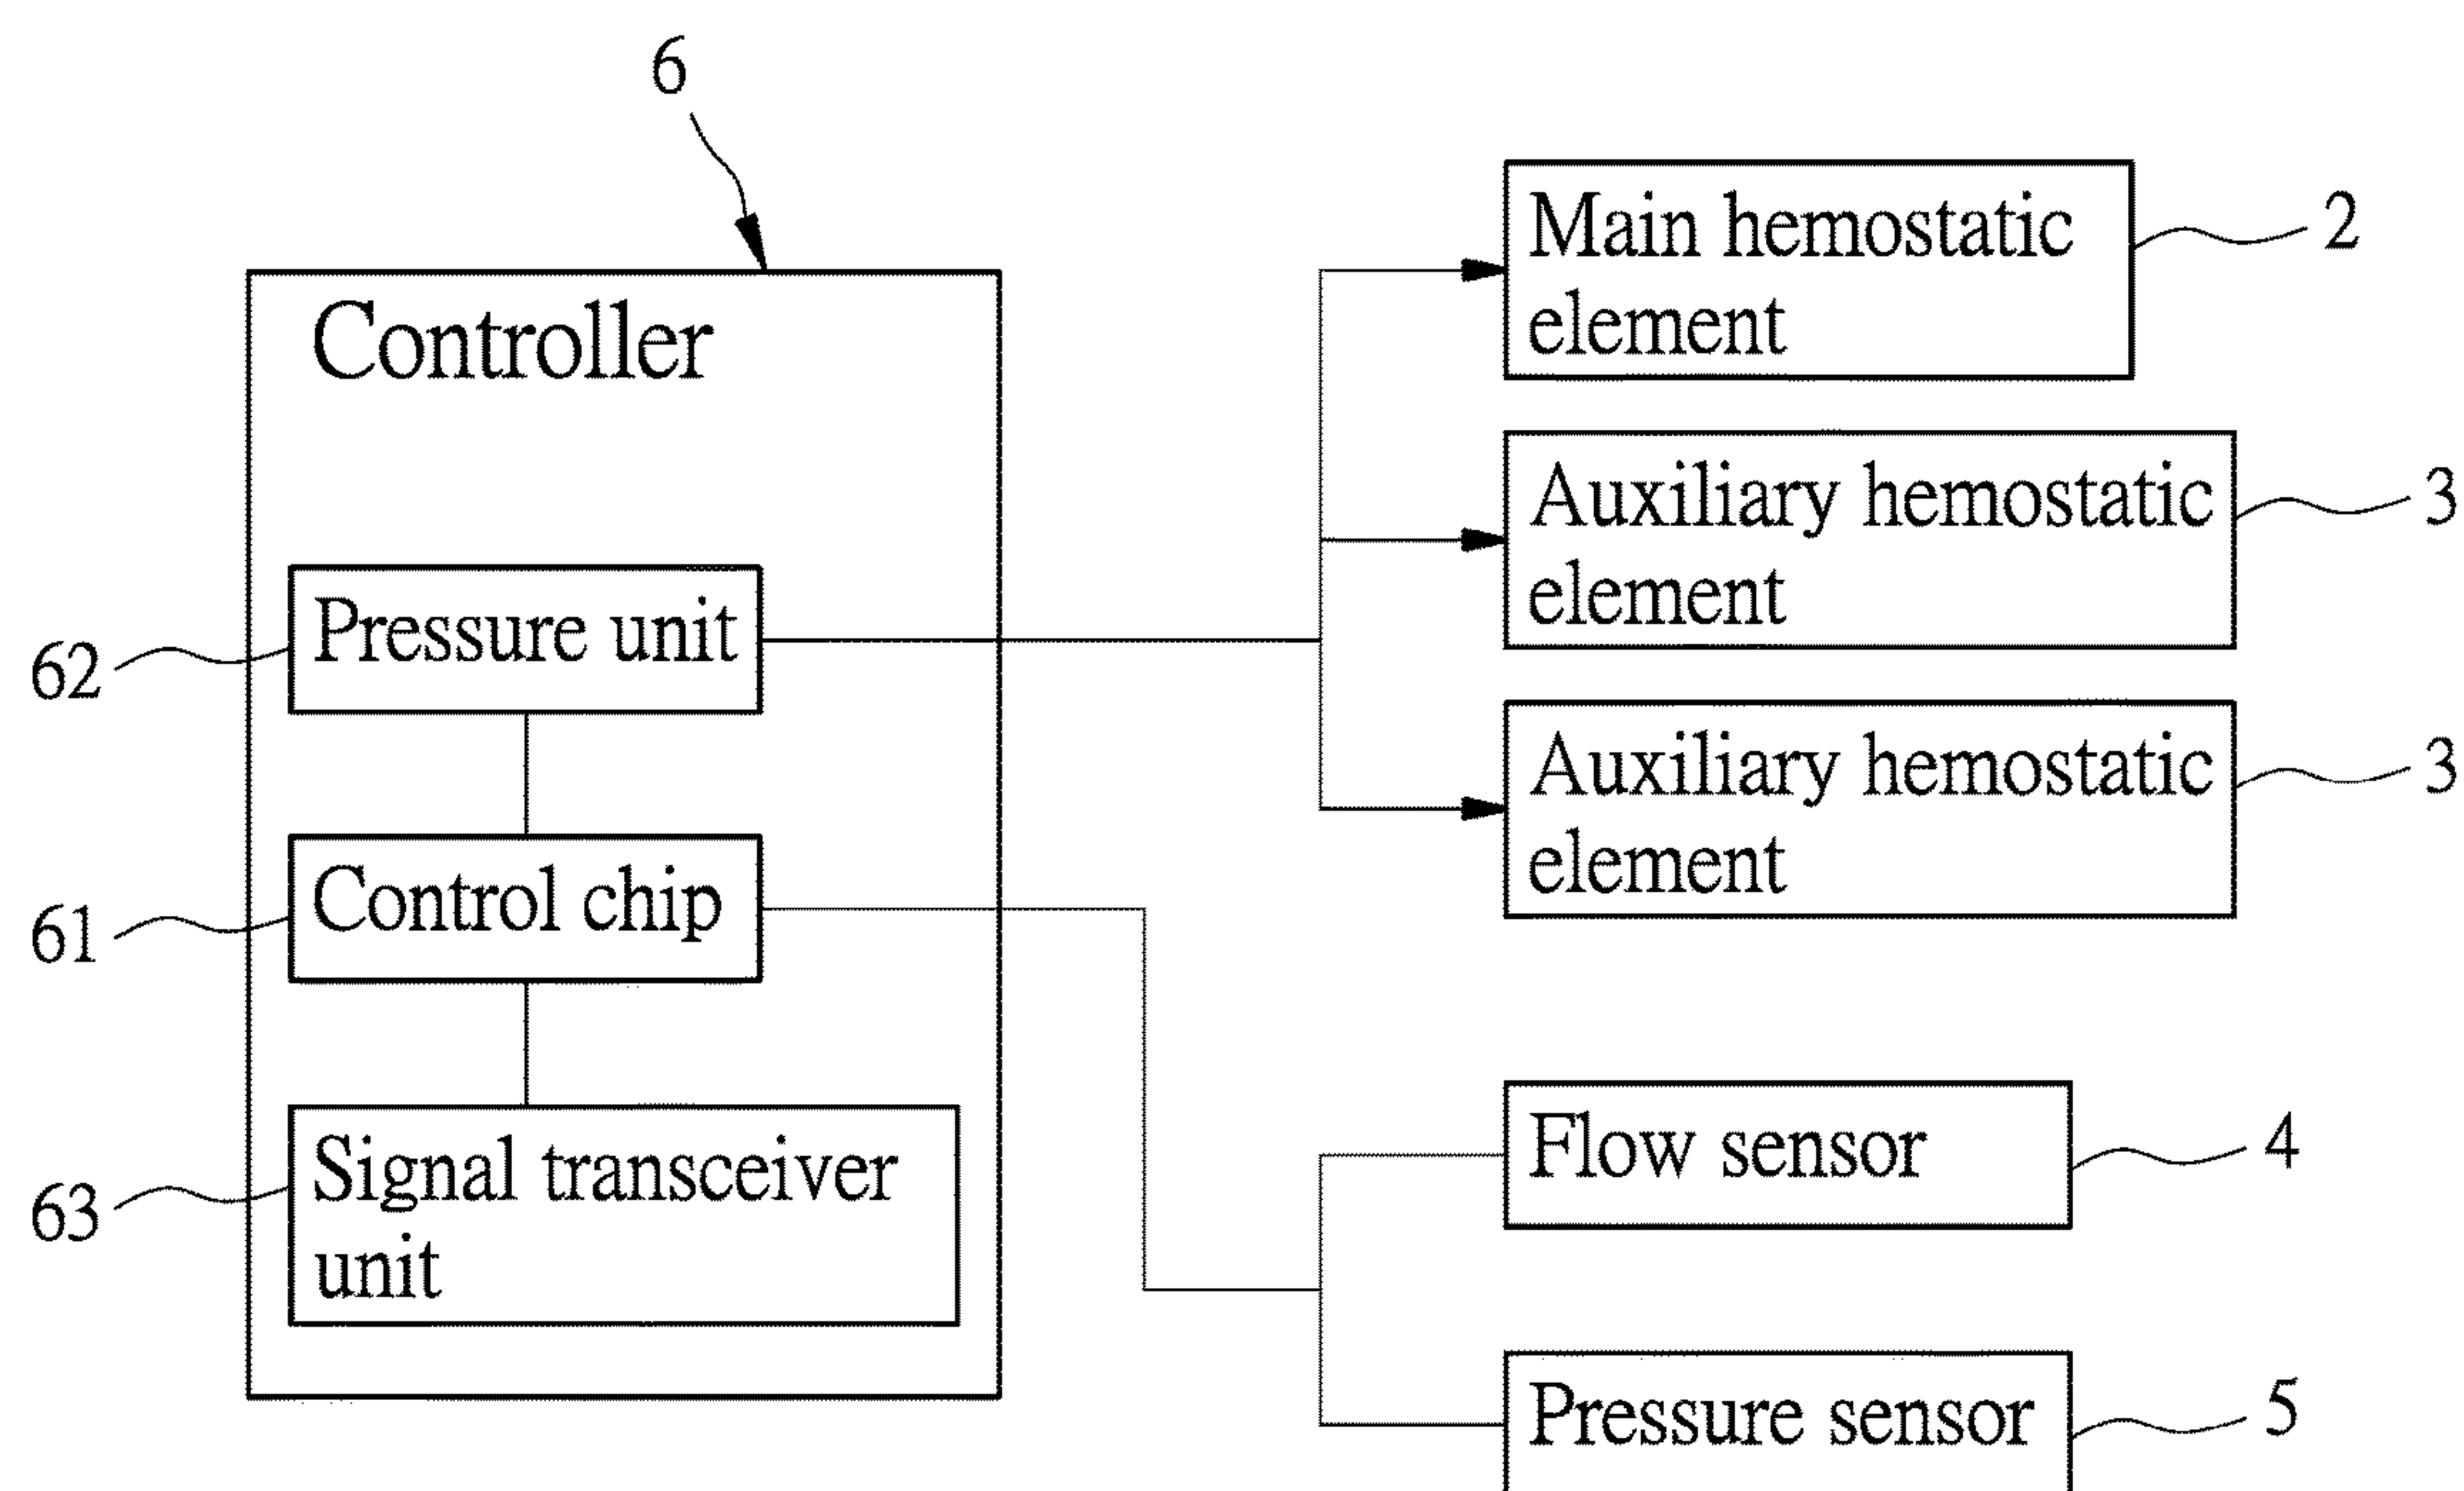 6
Controller
Pressure unit
62
Control chip
61
Signal transceiver
unit
63
Main hemostatic
element
2
Auxiliary hemostatic
element
3
Auxiliary hemostatic
element
3
Flow sensor
4
Pressure sensor
5